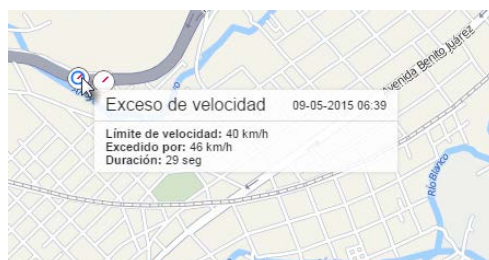 Avenida Benito Juárez
Exceso de velocidad 09-05-2015 06:39
Límite de velocidad: 40 km/h
Excedido por: 46 km/h
Duración: 29 seg
Río Blanco